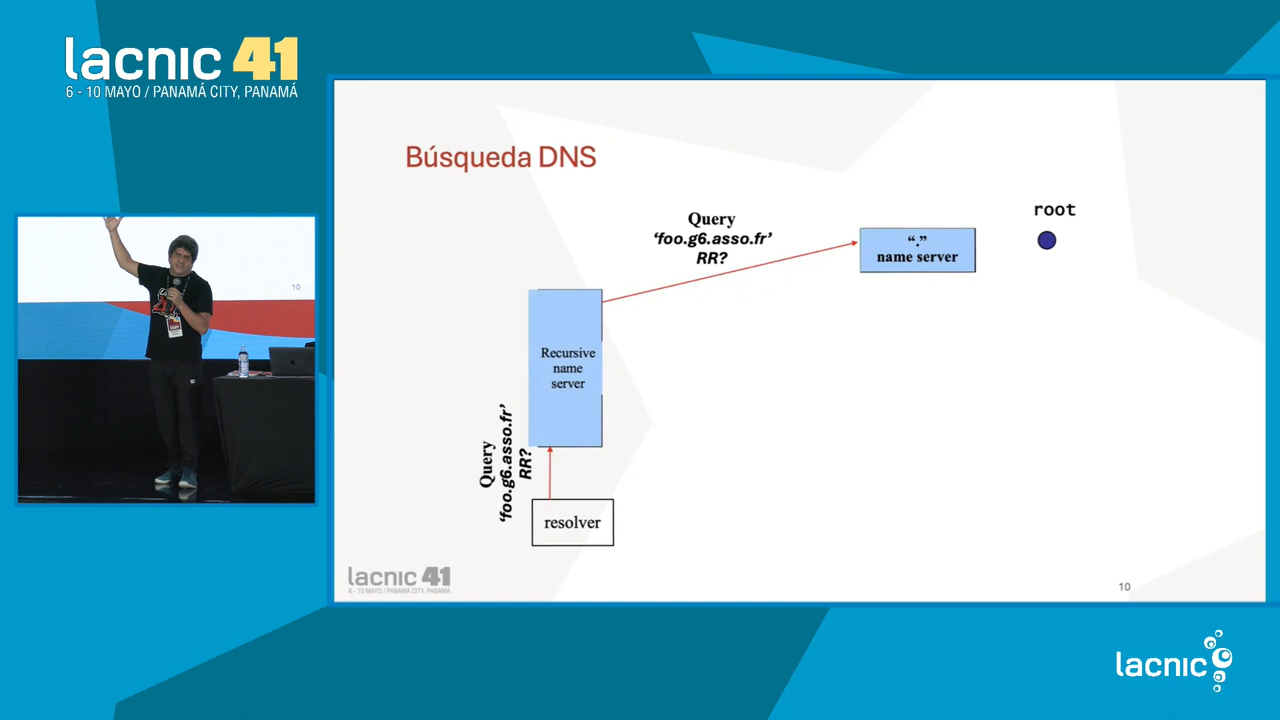 lacnic 41
6 - 10 MAYO / PANAMÁ CITY, PANAMÁ
Búsqueda DNS
root
Query
‘foo.g6.asso.fr’
RR?
“.”
name server
Recursive
name
server
Query
‘foo.g6.asso.fr’
RR?
resolver
10
lacnic 41
6 - 10 MAYO / PANAMÁ CITY, PANAMÁ
10
lacnic